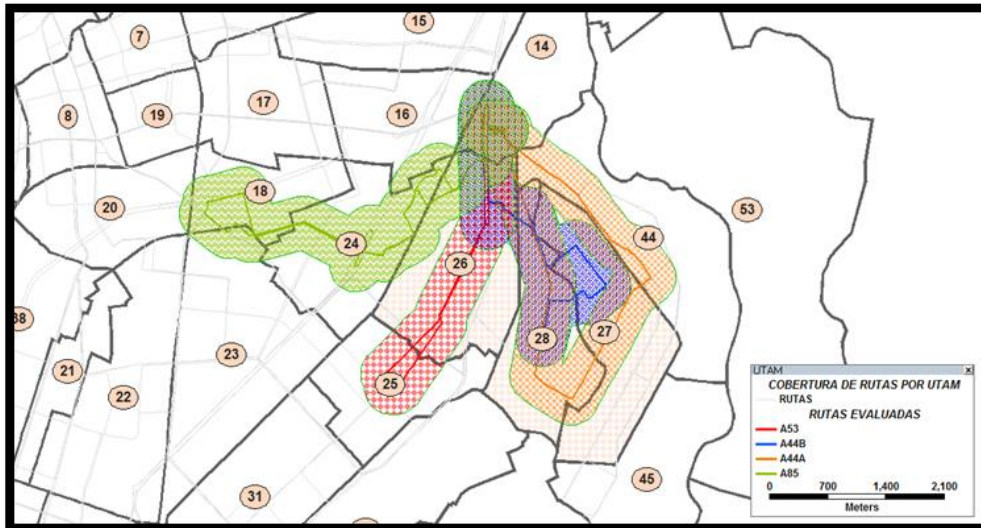 15
7
14
17
8
19
16
18
20
53
44
24
26
38
27
28
23
21
25
22
45
31
UTAM
COBERTURA DE RUTAS POR UTAM
RUTAS
RUTAS EVALUADAS
A53
A44B
A44A
A85
0 700 1,400 2,100
Meters